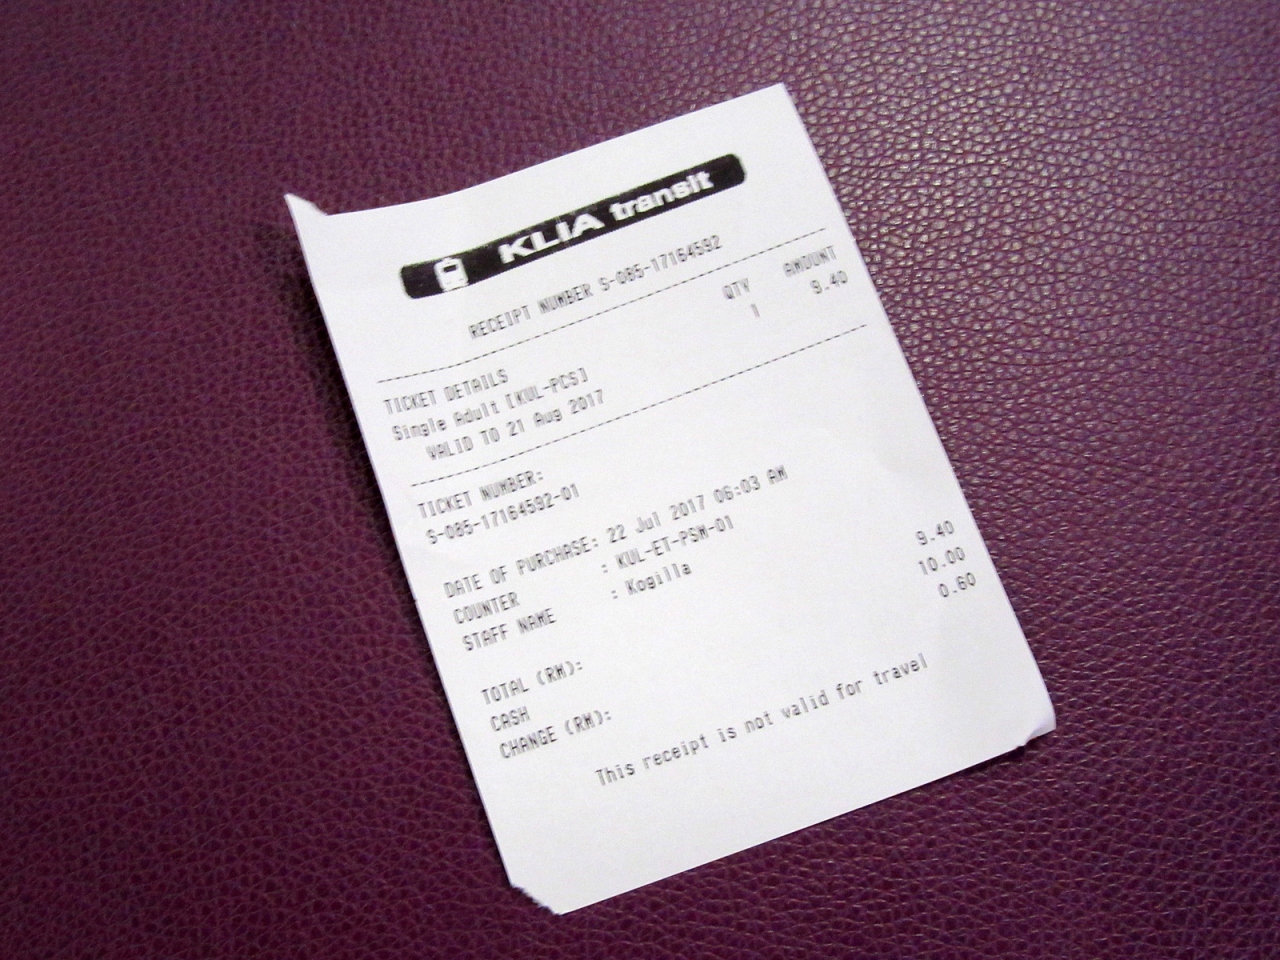 KLIA transit
RECEIPT NUMBER S-085-17164592
QTY AMOUNT
1 9.40
TICKET DETAILS
Single Adult [KUL-PCS]
VALID TO 21 Aug 2017
TICKET NUMBER:
S-085-17164592-01
DATE OF PURCHASE: 22 Jul 2017 06:03 AM
COUNTER : KUL-ET-PSW-01
STAFF NAME : Kogilla
TOTAL (RM): 9.40
CASH 10.00
CHANGE (RM): 0.60
This receipt is not valid for travel